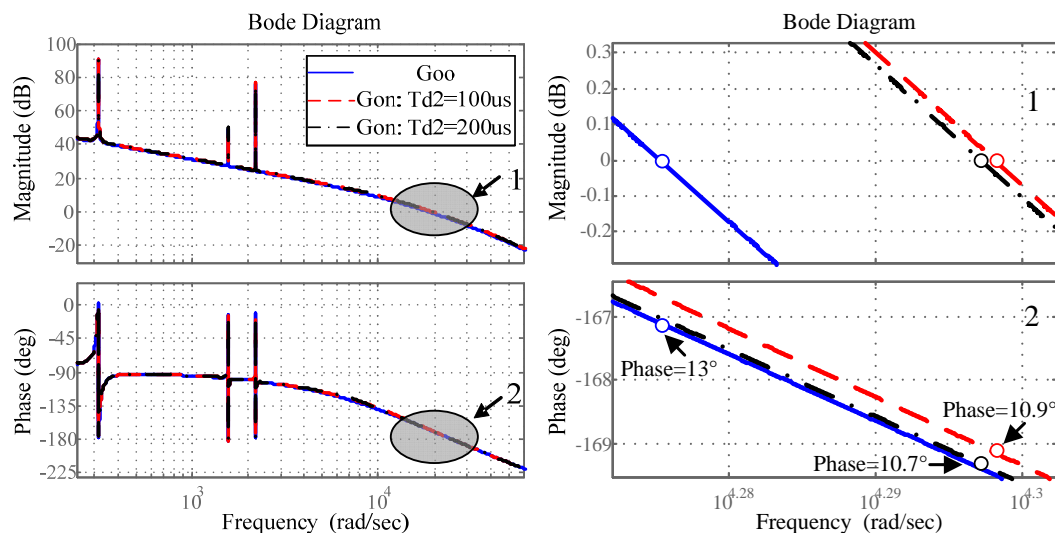 Bode Diagram
Magnitude (dB)
100
80
60
40
20
0
-20
Goo
Gon: Td2=100us
Gon: Td2=200us
1
Phase (deg)
0
-45
-90
-135
-180
-225
2
10^3
10^4
Frequency (rad/sec)
Bode Diagram
Magnitude (dB)
0.3
0.2
0.1
0
-0.1
-0.2
1
Phase (deg)
-167
-168
-169
2
Phase=13°
Phase=10.9°
Phase=10.7°
10^4.28
10^4.29
10^4.3
Frequency (rad/sec)